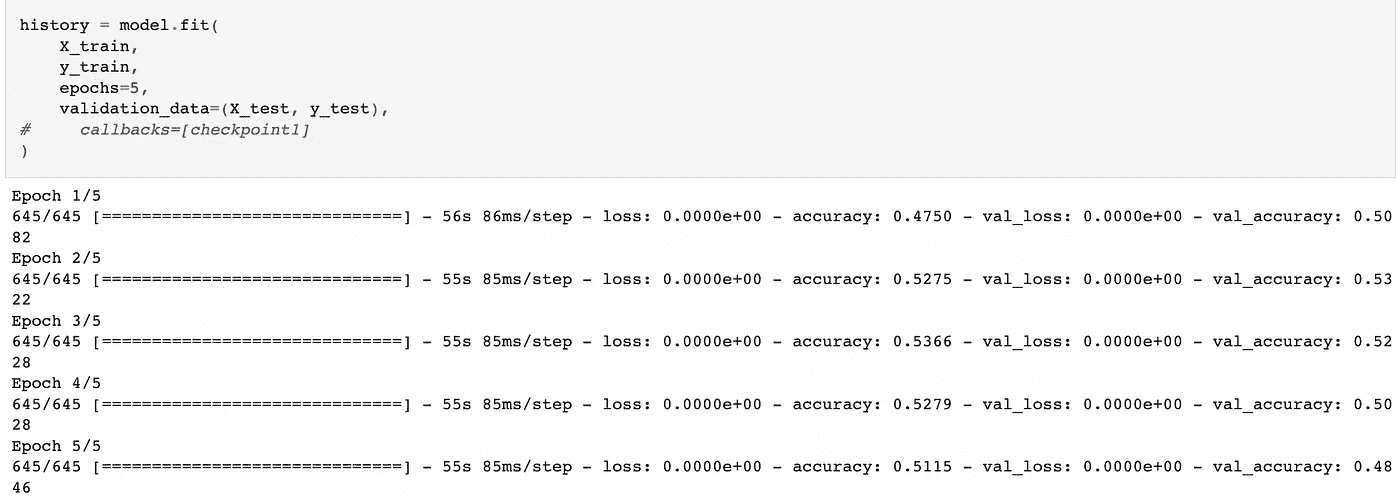 history = model.fit(
    X_train,
    y_train,
    epochs=5,
    validation_data=(X_test, y_test),
#     callbacks=[checkpoint1]
)
Epoch 1/5
645/645 [==============================] - 56s 86ms/step - loss: 0.0000e+00 - accuracy: 0.4750 - val_loss: 0.0000e+00 - val_accuracy: 0.50
82
Epoch 2/5
645/645 [==============================] - 55s 85ms/step - loss: 0.0000e+00 - accuracy: 0.5275 - val_loss: 0.0000e+00 - val_accuracy: 0.53
22
Epoch 3/5
645/645 [==============================] - 55s 85ms/step - loss: 0.0000e+00 - accuracy: 0.5366 - val_loss: 0.0000e+00 - val_accuracy: 0.52
28
Epoch 4/5
645/645 [==============================] - 55s 85ms/step - loss: 0.0000e+00 - accuracy: 0.5279 - val_loss: 0.0000e+00 - val_accuracy: 0.50
28
Epoch 5/5
645/645 [==============================] - 55s 85ms/step - loss: 0.0000e+00 - accuracy: 0.5115 - val_loss: 0.0000e+00 - val_accuracy: 0.48
46